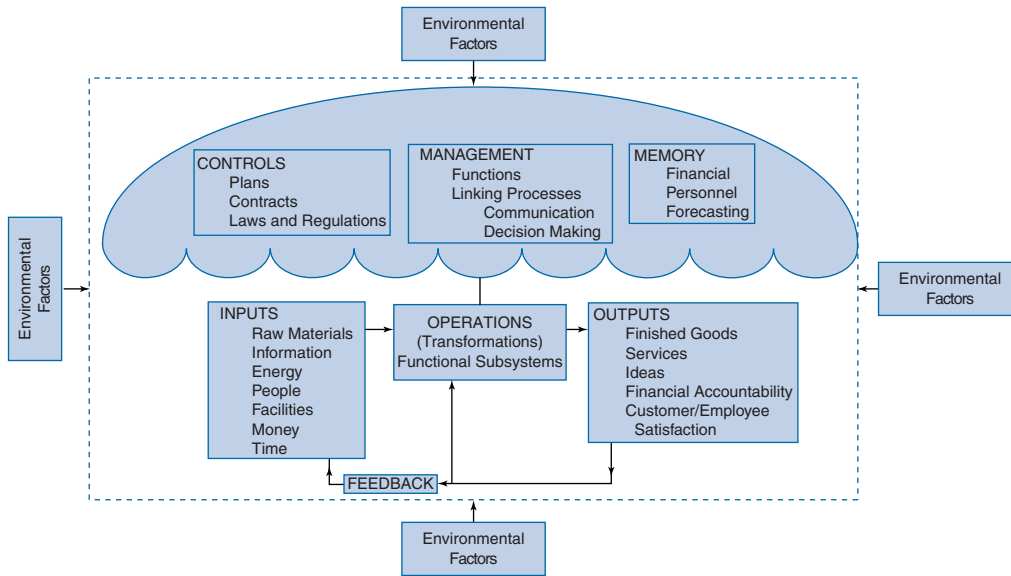 Environmental
Factors
CONTROLS
Plans
Contracts
Laws and Regulations
MANAGEMENT
Functions
Linking Processes
Communication
Decision Making
MEMORY
Financial
Personnel
Forecasting
Environmental
Factors
Environmental
Factors
INPUTS
Raw Materials
Information
Energy
People
Facilities
Money
Time
OPERATIONS
(Transformations)
Functional Subsystems
OUTPUTS
Finished Goods
Services
Ideas
Financial Accountability
Customer/Employee
Satisfaction
FEEDBACK
Environmental
Factors